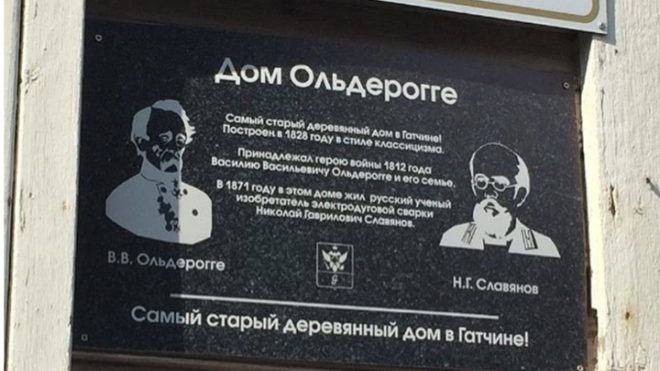 Дом Ольдерогге
Самый старый деревянный дом в Гатчине!
Построен в 1828 году в стиле классицизма.
Принадлежал герою войны 1812 года
Василию Васильевичу Ольдерогге и его семье.
В 1871 году в этом доме жил русский ученый
изобретатель электродуговой сварки
Николай Гаврилович Славянов.
В.В. Ольдерогге
Н.Г. Славянов
Самый старый деревянный дом в Гатчине!